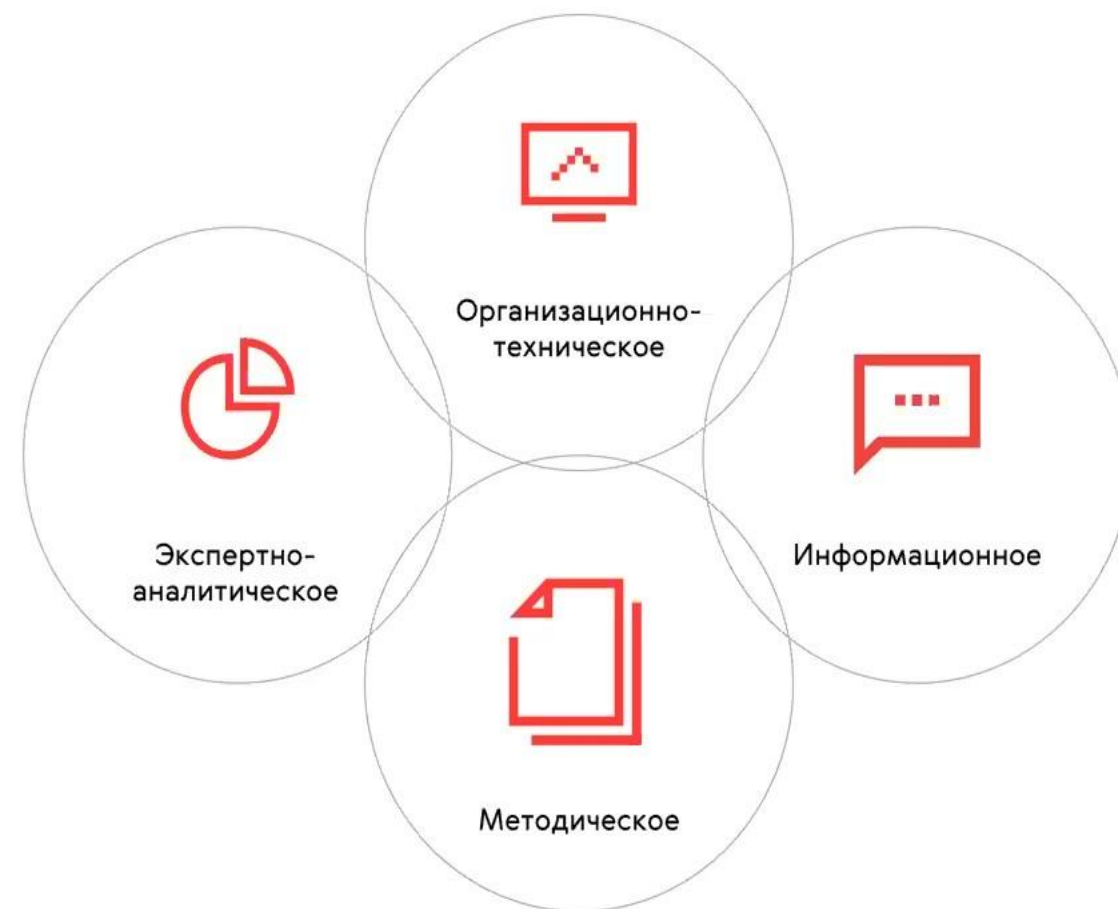 Организационно-
техническое
Экспертно-
аналитическое
Информационное
Методическое